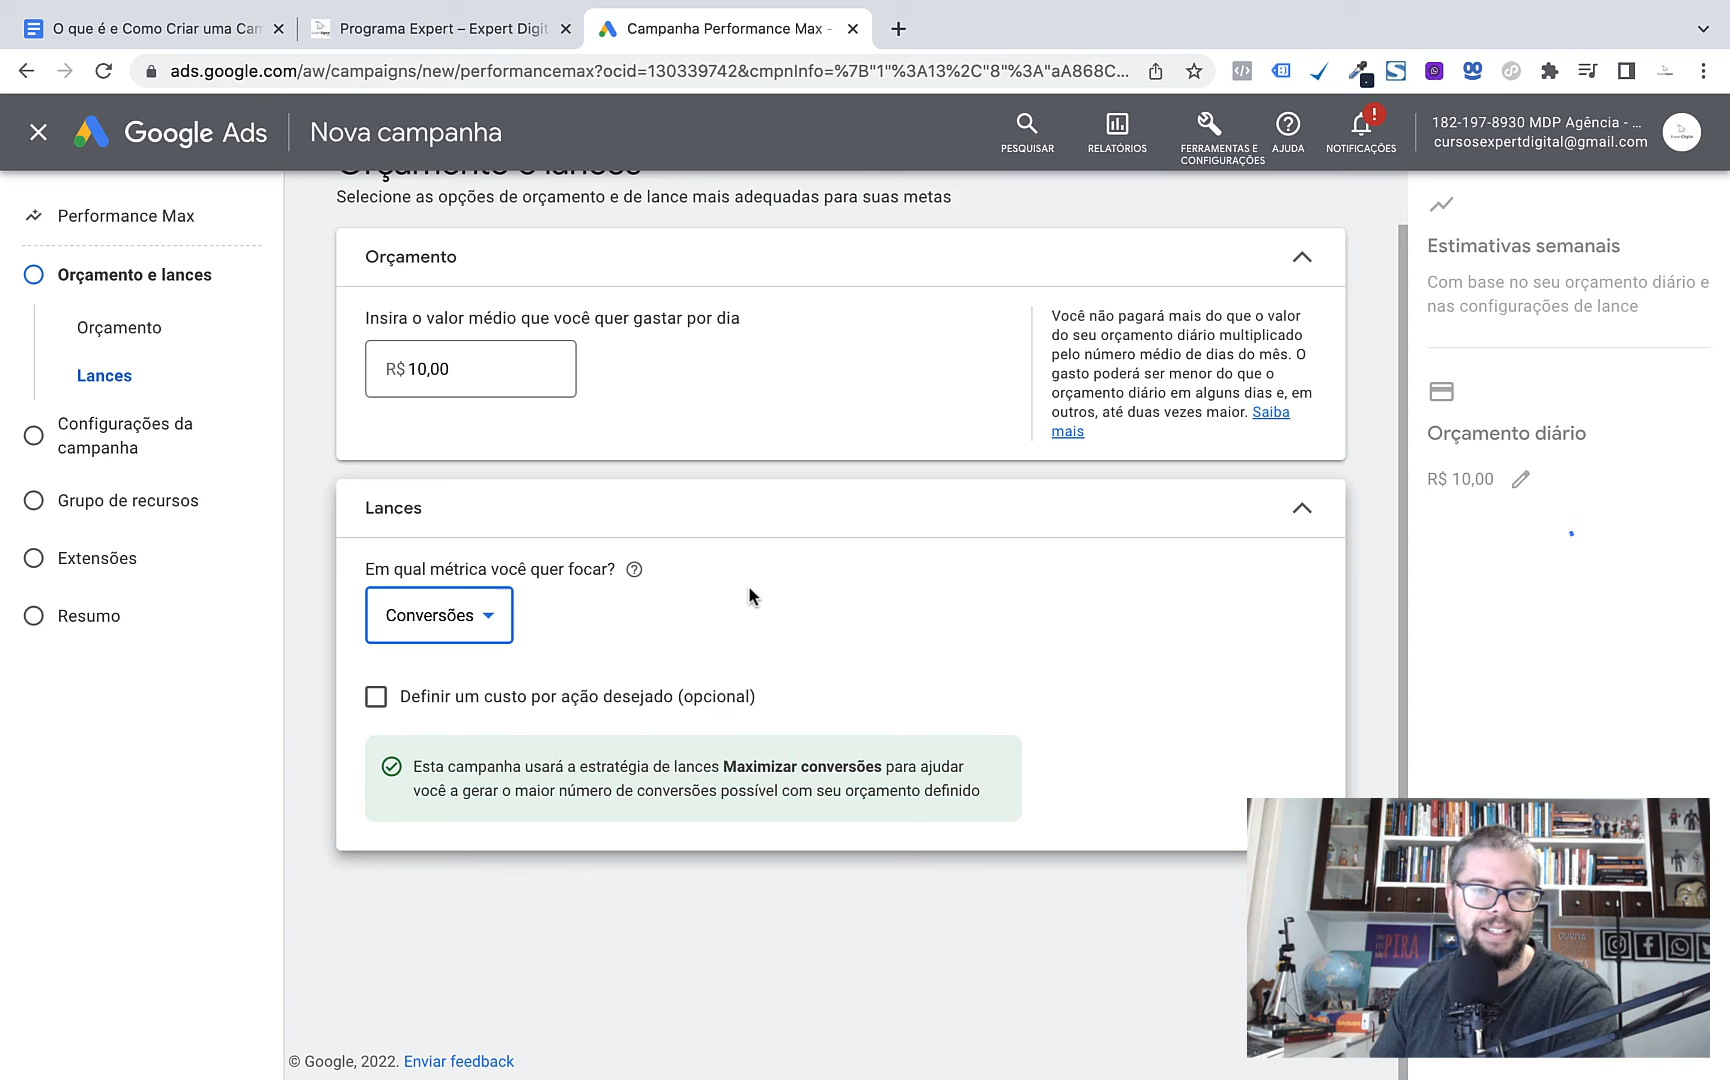 O que é e Como Criar uma Can
Programa Expert – Expert Digit
Campanha Performance Max -
ads.google.com/aw/campaigns/new/performancemax?ocid=130339742&cmpnInfo=%7B"1"%3A13%2C"8"%3A"aA868C...
Google Ads
Nova campanha
PESQUISAR
RELATÓRIOS
FERRAMENTAS E
CONFIGURAÇÕES
AJUDA
NOTIFICAÇÕES
182-197-8930 MDP Agência - ...
cursosexpertdigital@gmail.com
Performance Max
Orçamento e lances
Orçamento
Lances
Configurações da
campanha
Grupo de recursos
Extensões
Resumo
Orçamento e lances
Selecione as opções de orçamento e de lance mais adequadas para suas metas
Orçamento
Insira o valor médio que você quer gastar por dia
R$ 10,00
Você não pagará mais do que o valor
do seu orçamento diário multiplicado
pelo número médio de dias do mês. O
gasto poderá ser menor do que o
orçamento diário em alguns dias e, em
outros, até duas vezes maior. Saiba
mais
Lances
Em qual métrica você quer focar?
Conversões
Definir um custo por ação desejado (opcional)
Esta campanha usará a estratégia de lances Maximizar conversões para ajudar
você a gerar o maior número de conversões possível com seu orçamento definido
Estimativas semanais
Com base no seu orçamento diário e
nas configurações de lance
Orçamento diário
R$ 10,00
PIRA
© Google, 2022. Enviar feedback